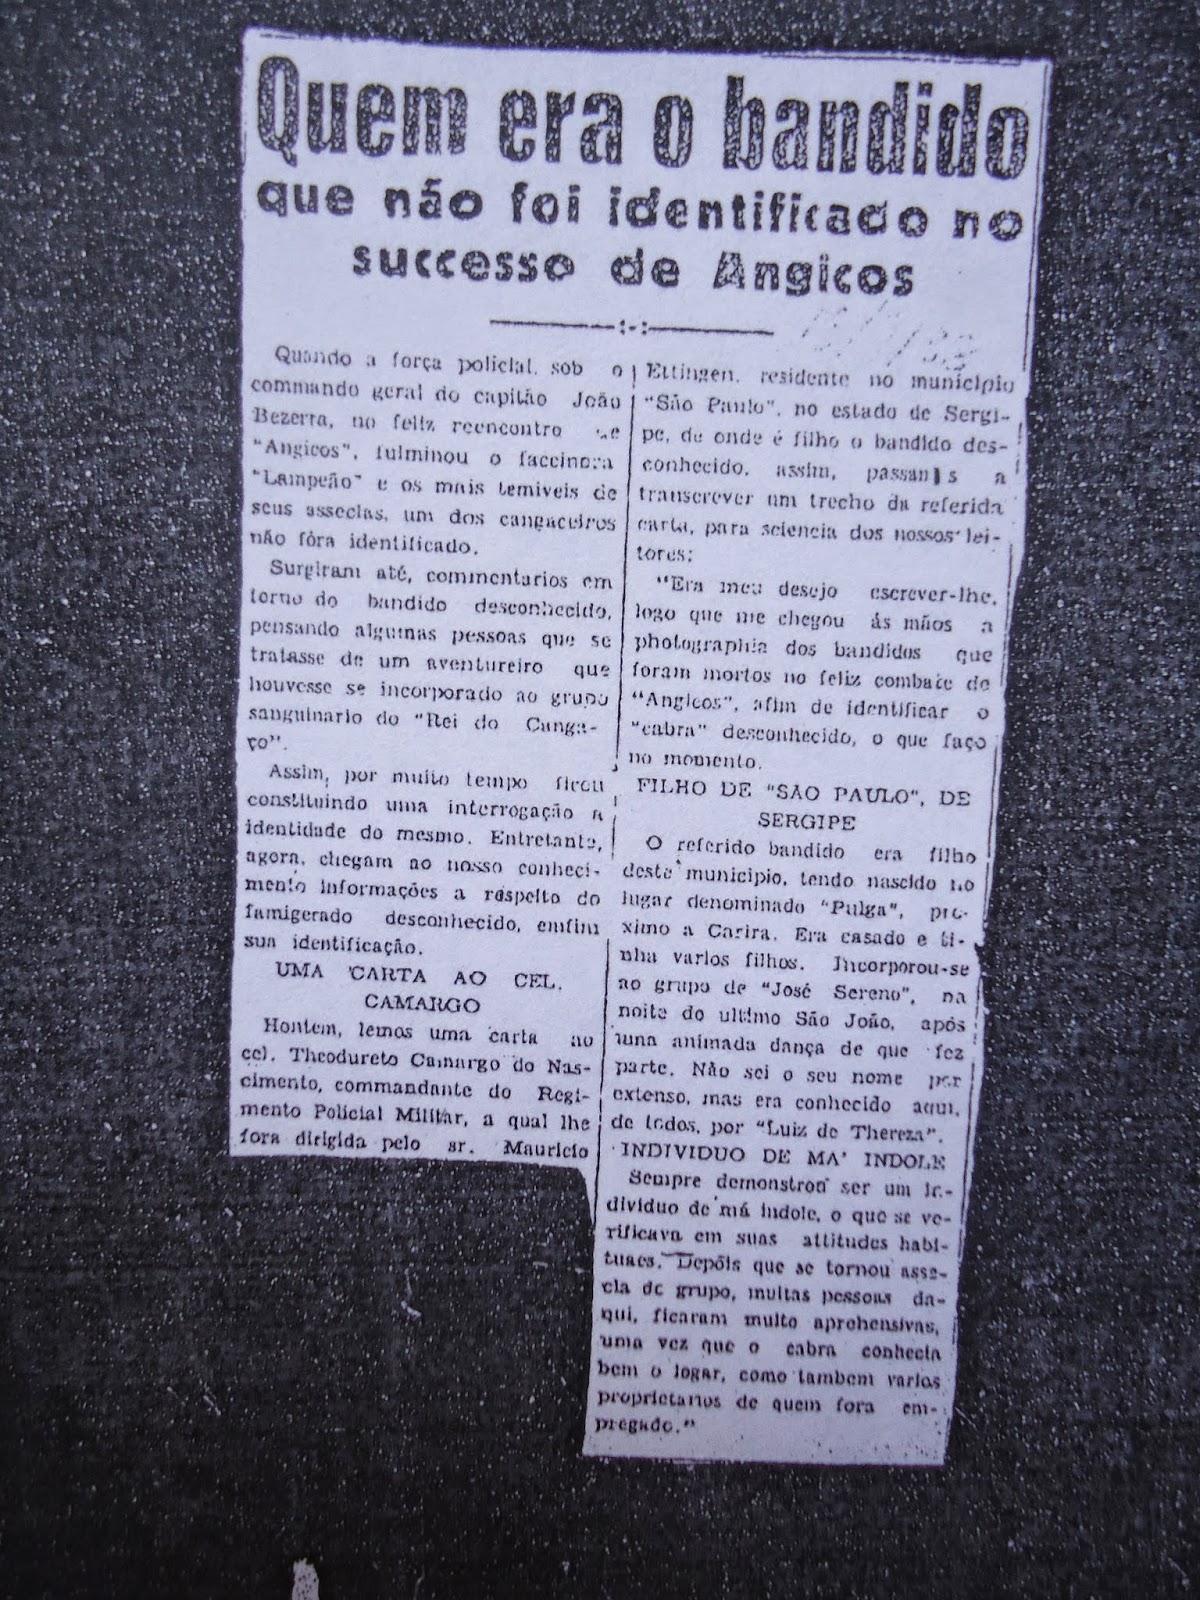 Quem era o bandido
que não foi identificado no
successo de Angicos
Quando a força policial, sob o
commando geral do capitão João
Bezerra, no feliz reencontro de
"Angicos", fulminou o faccinora
"Lampeão" e os mais temiveis de
seus asseclas, um dos cangaceiros
não fôra identificado.
Surgiram até, commentarios em
torno do bandido desconhecido,
pensando algumas pessoas que se
tratasse de um aventureiro que
houvesse se incorporado ao grupo
sanguinario do "Rei do Canga-
ço".
Assim, por muito tempo ficou
constituindo uma interrogação a
identidade do mesmo. Entretanto,
agora, chegam ao nosso conheci-
mento informações a respeito do
famigerado desconhecido, emfim
sua identificação.
UMA CARTA AO CEL.
CAMARGO
Hontem, lemos uma carta ao
cel. Theodureto Camargo do Nas-
cimento, commandante do Regi-
mento Policial Militar, a qual lhe
fora dirigida pelo sr. Mauricio
Ettingen, residente no municipio
"São Paulo", no estado de Sergi-
pe, de onde é filho o bandido des-
conhecido, assim, passamos a
transcrever um trecho da referida
carta, para sciencia dos nossos lei-
tores:
"Era meu desejo escrever-lhe,
logo que me chegou ás mãos a
photographia dos bandidos que
foram mortos no feliz combate de
"Angicos", afim de identificar o
"cabra" desconhecido, o que faço
no momento.
FILHO DE "SÃO PAULO", DE
SERGIPE
O referido bandido era filho
deste municipio, tendo nascido no
lugar denominado "Pulga", pro-
ximo a Carira. Era casado e ti-
nha varios filhos. Incorporou-se
ao grupo de "José Sereno", na
noite do ultimo São João, após
uma animada dança de que fez
parte. Não sei o seu nome por
extenso, mas era conhecido aqui,
de todos, por "Luiz de Thereza".
INDIVIDUO DE MA' INDOLE
Sempre demonstrou ser um in-
dividuo de má indole, o que se ve-
rificava em suas attitudes habi-
tuaes. Depois que se tornou asse-
cla de grupo, muitas pessoas da-
qui, ficaram muito aprehensivas,
uma vez que o cabra conhecia
bem o logar, como tambem varios
proprietarios de quem fora em-
pregado."